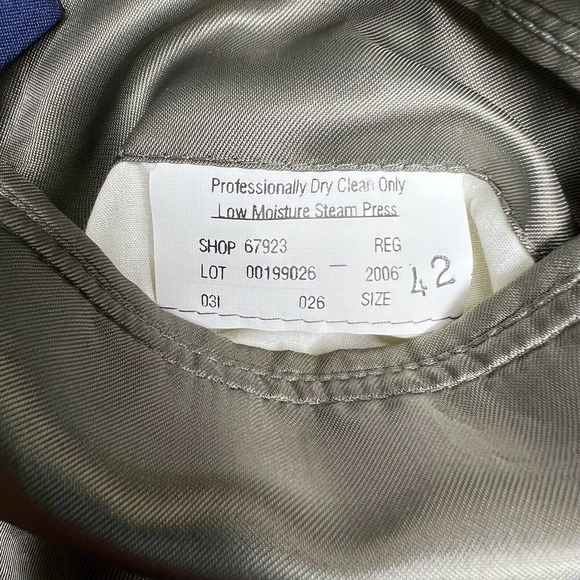 Professionally Dry Clean Only
Low Moisture Steam Press
SHOP 67923 REG
LOT 00199026 — 2006
031 026 SIZE 42